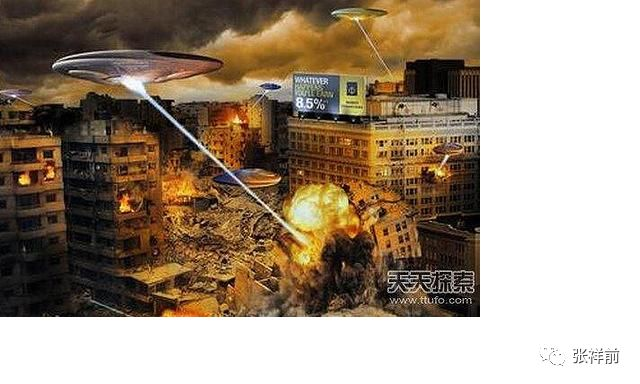 WHATEVER
HAPPENS,
YOU'LL EARN
8.5%
天天探索
www.ttufo.com
张祥前